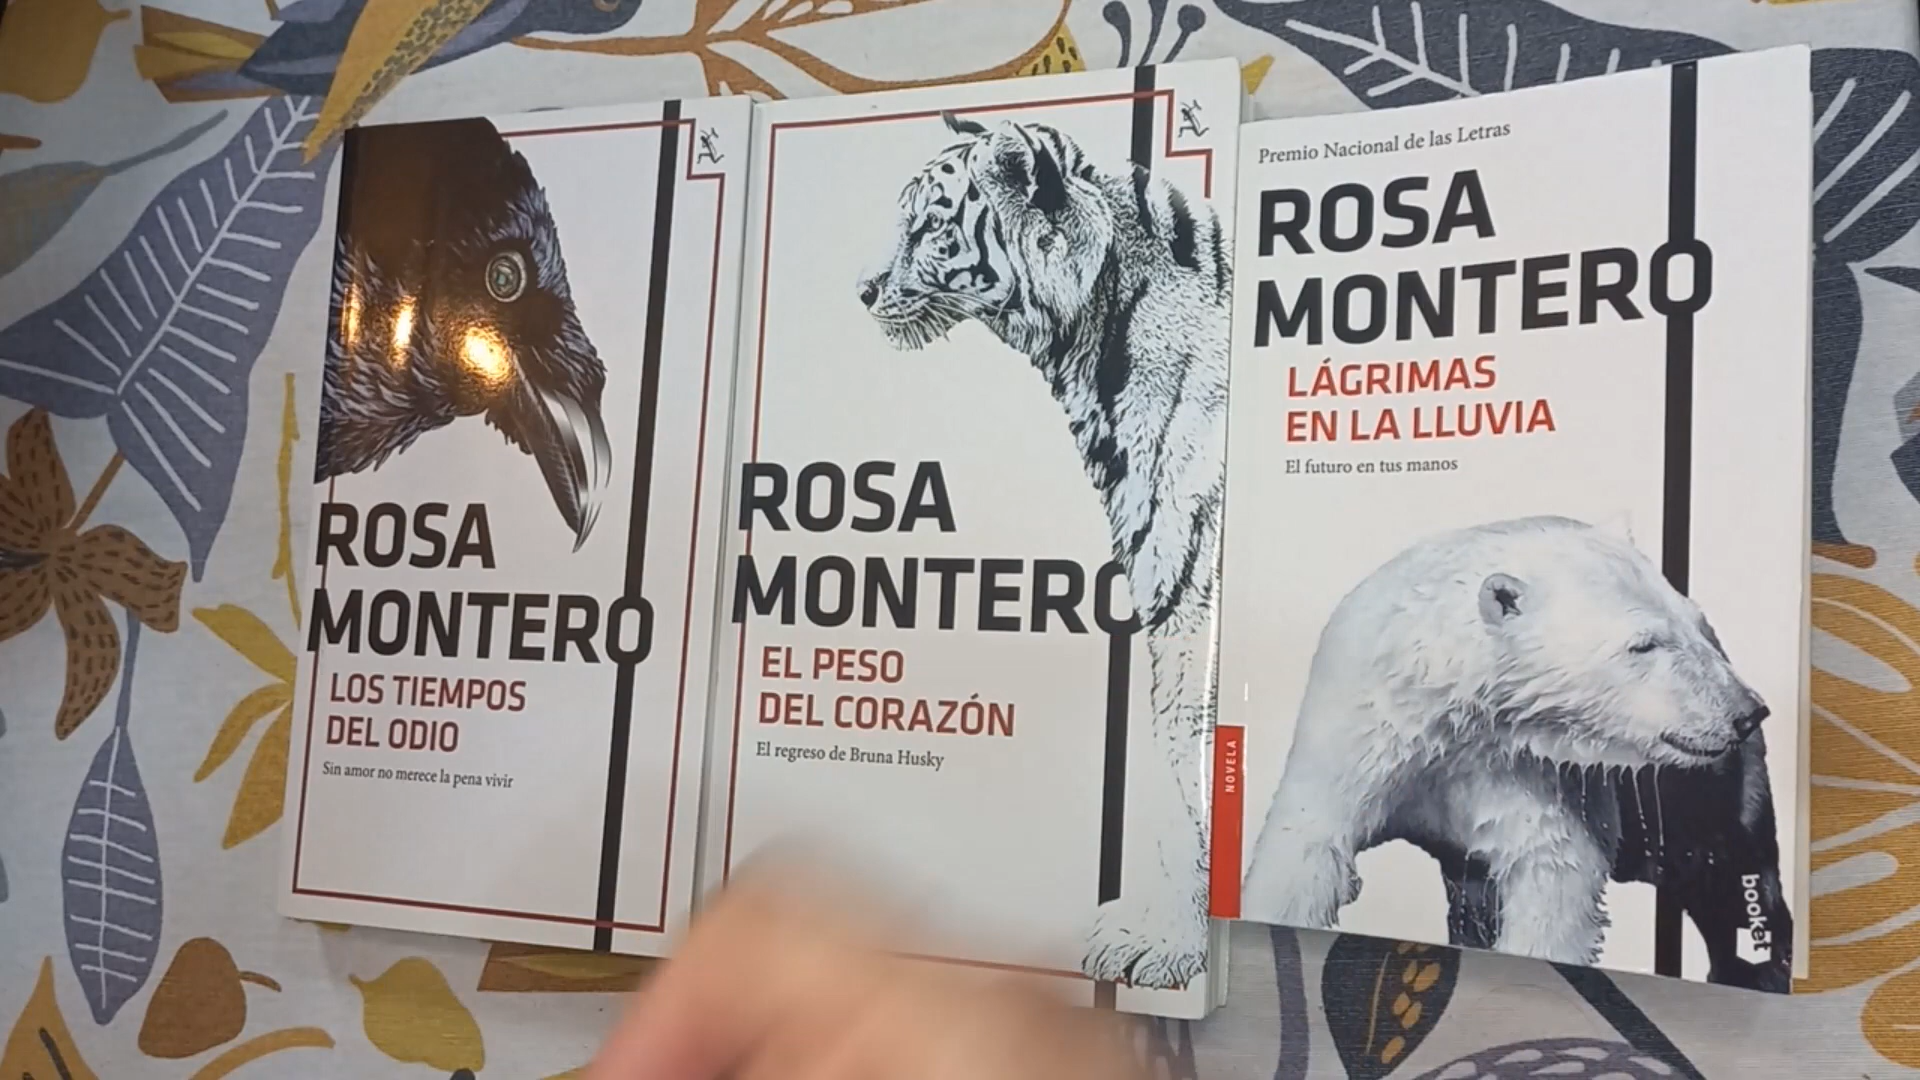 ROSA
MONTERO
LOS TIEMPOS
DEL ODIO
Sin amor no merece la pena vivir
ROSA
MONTERO
EL PESO
DEL CORAZÓN
El regreso de Bruna Husky
Premio Nacional de las Letras
ROSA
MONTERO
LÁGRIMAS
EN LA LLUVIA
El futuro en tus manos
NOVELA
booket